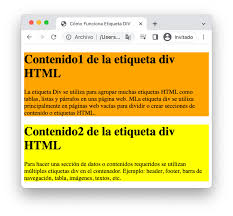 Cómo Funciona Etiqueta DIV
Archivo
/Users...
Invitado
Contenido1 de la etiqueta div
HTML
La etiqueta Div se utiliza para agrupar muchas etiquetas HTML como
tablas, listas y párrafos en una página web. MLa etiqueta div se utiliza
principalmente en páginas web vacías para dividir o crear secciones de
contenido o etiquetas HTML.
Contenido2 de la etiqueta div
HTML
Para hacer una sección de datos o contenidos requeridos se utilizan
múltiples etiquetas div en el contenedor. Ejemplo: header, footer, barra de
navegación, tabla, imágenes, textos, etc.